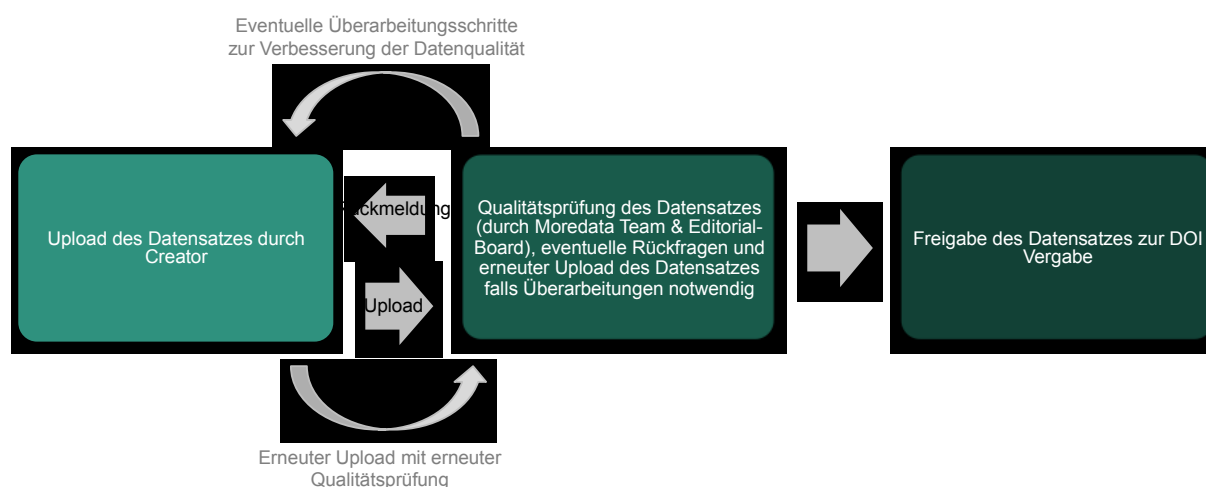 Eventuelle Überarbeitungsschritte
zur Verbesserung der Datenqualität
Upload des Datensatzes durch
Creator
Rückmeldung
Upload
Qualitätsprüfung des Datensatzes
(durch Moredata Team & Editorial-
Board), eventuelle Rückfragen und
erneuter Upload des Datensatzes
falls Überarbeitungen notwendig
Freigabe des Datensatzes zur DOI
Vergabe
Erneuter Upload mit erneuter
Qualitätsprüfung